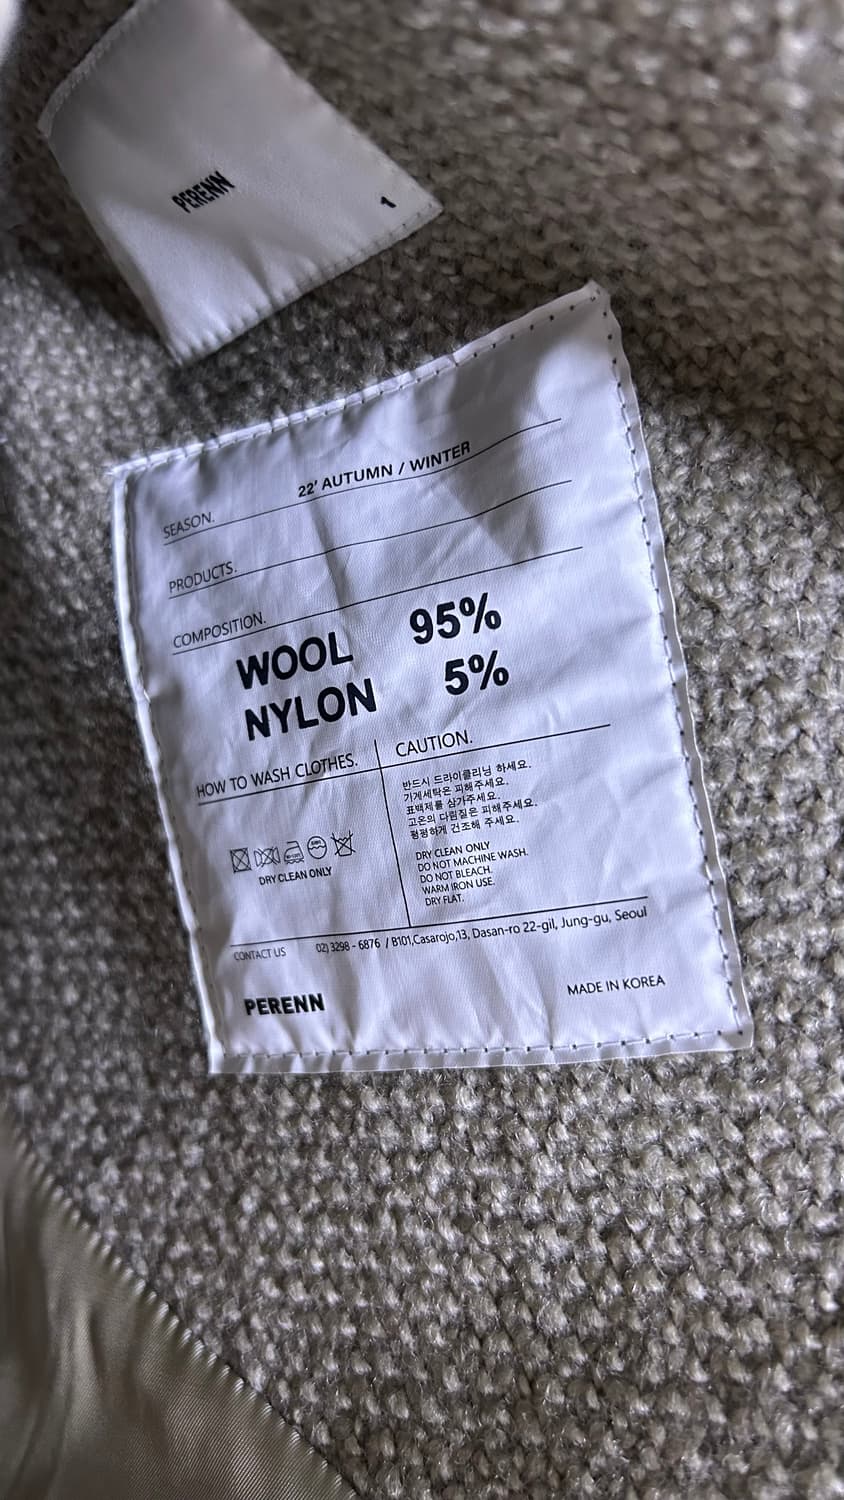 PERENN
1
SEASON. 22' AUTUMN / WINTER
PRODUCTS.
COMPOSITION.
WOOL 95%
NYLON 5%
HOW TO WASH CLOTHES.
DRY CLEAN ONLY
CAUTION.
반드시 드라이클리닝 하세요.
기계세탁은 피해주세요.
표백제를 삼가주세요.
고온의 다림질은 피해주세요.
평평하게 건조해 주세요.
DRY CLEAN ONLY
DO NOT MACHINE WASH.
DO NOT BLEACH.
WARM IRON USE.
DRY FLAT.
CONTACT US 02) 3298 - 6876 / B101,Casarojo,13, Dasan-ro 22-gil, Jung-gu, Seoul
PERENN MADE IN KOREA